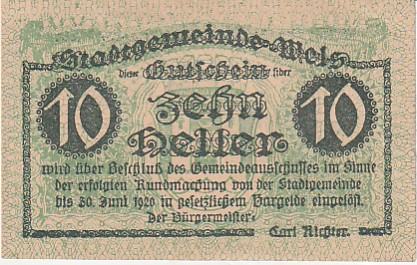 Stadtgemeinde Wels
Dieser Gutschein über
10 zehn 10
Heller
wird über Beschluß des Gemeindeausschusses im Sinne
der erfolgten Kundmachung von der Stadtgemeinde
bis 30. Juni 1920 in gesetzlichem Bargelde eingelöst.
Der Bürgermeister:
Carl Richter.